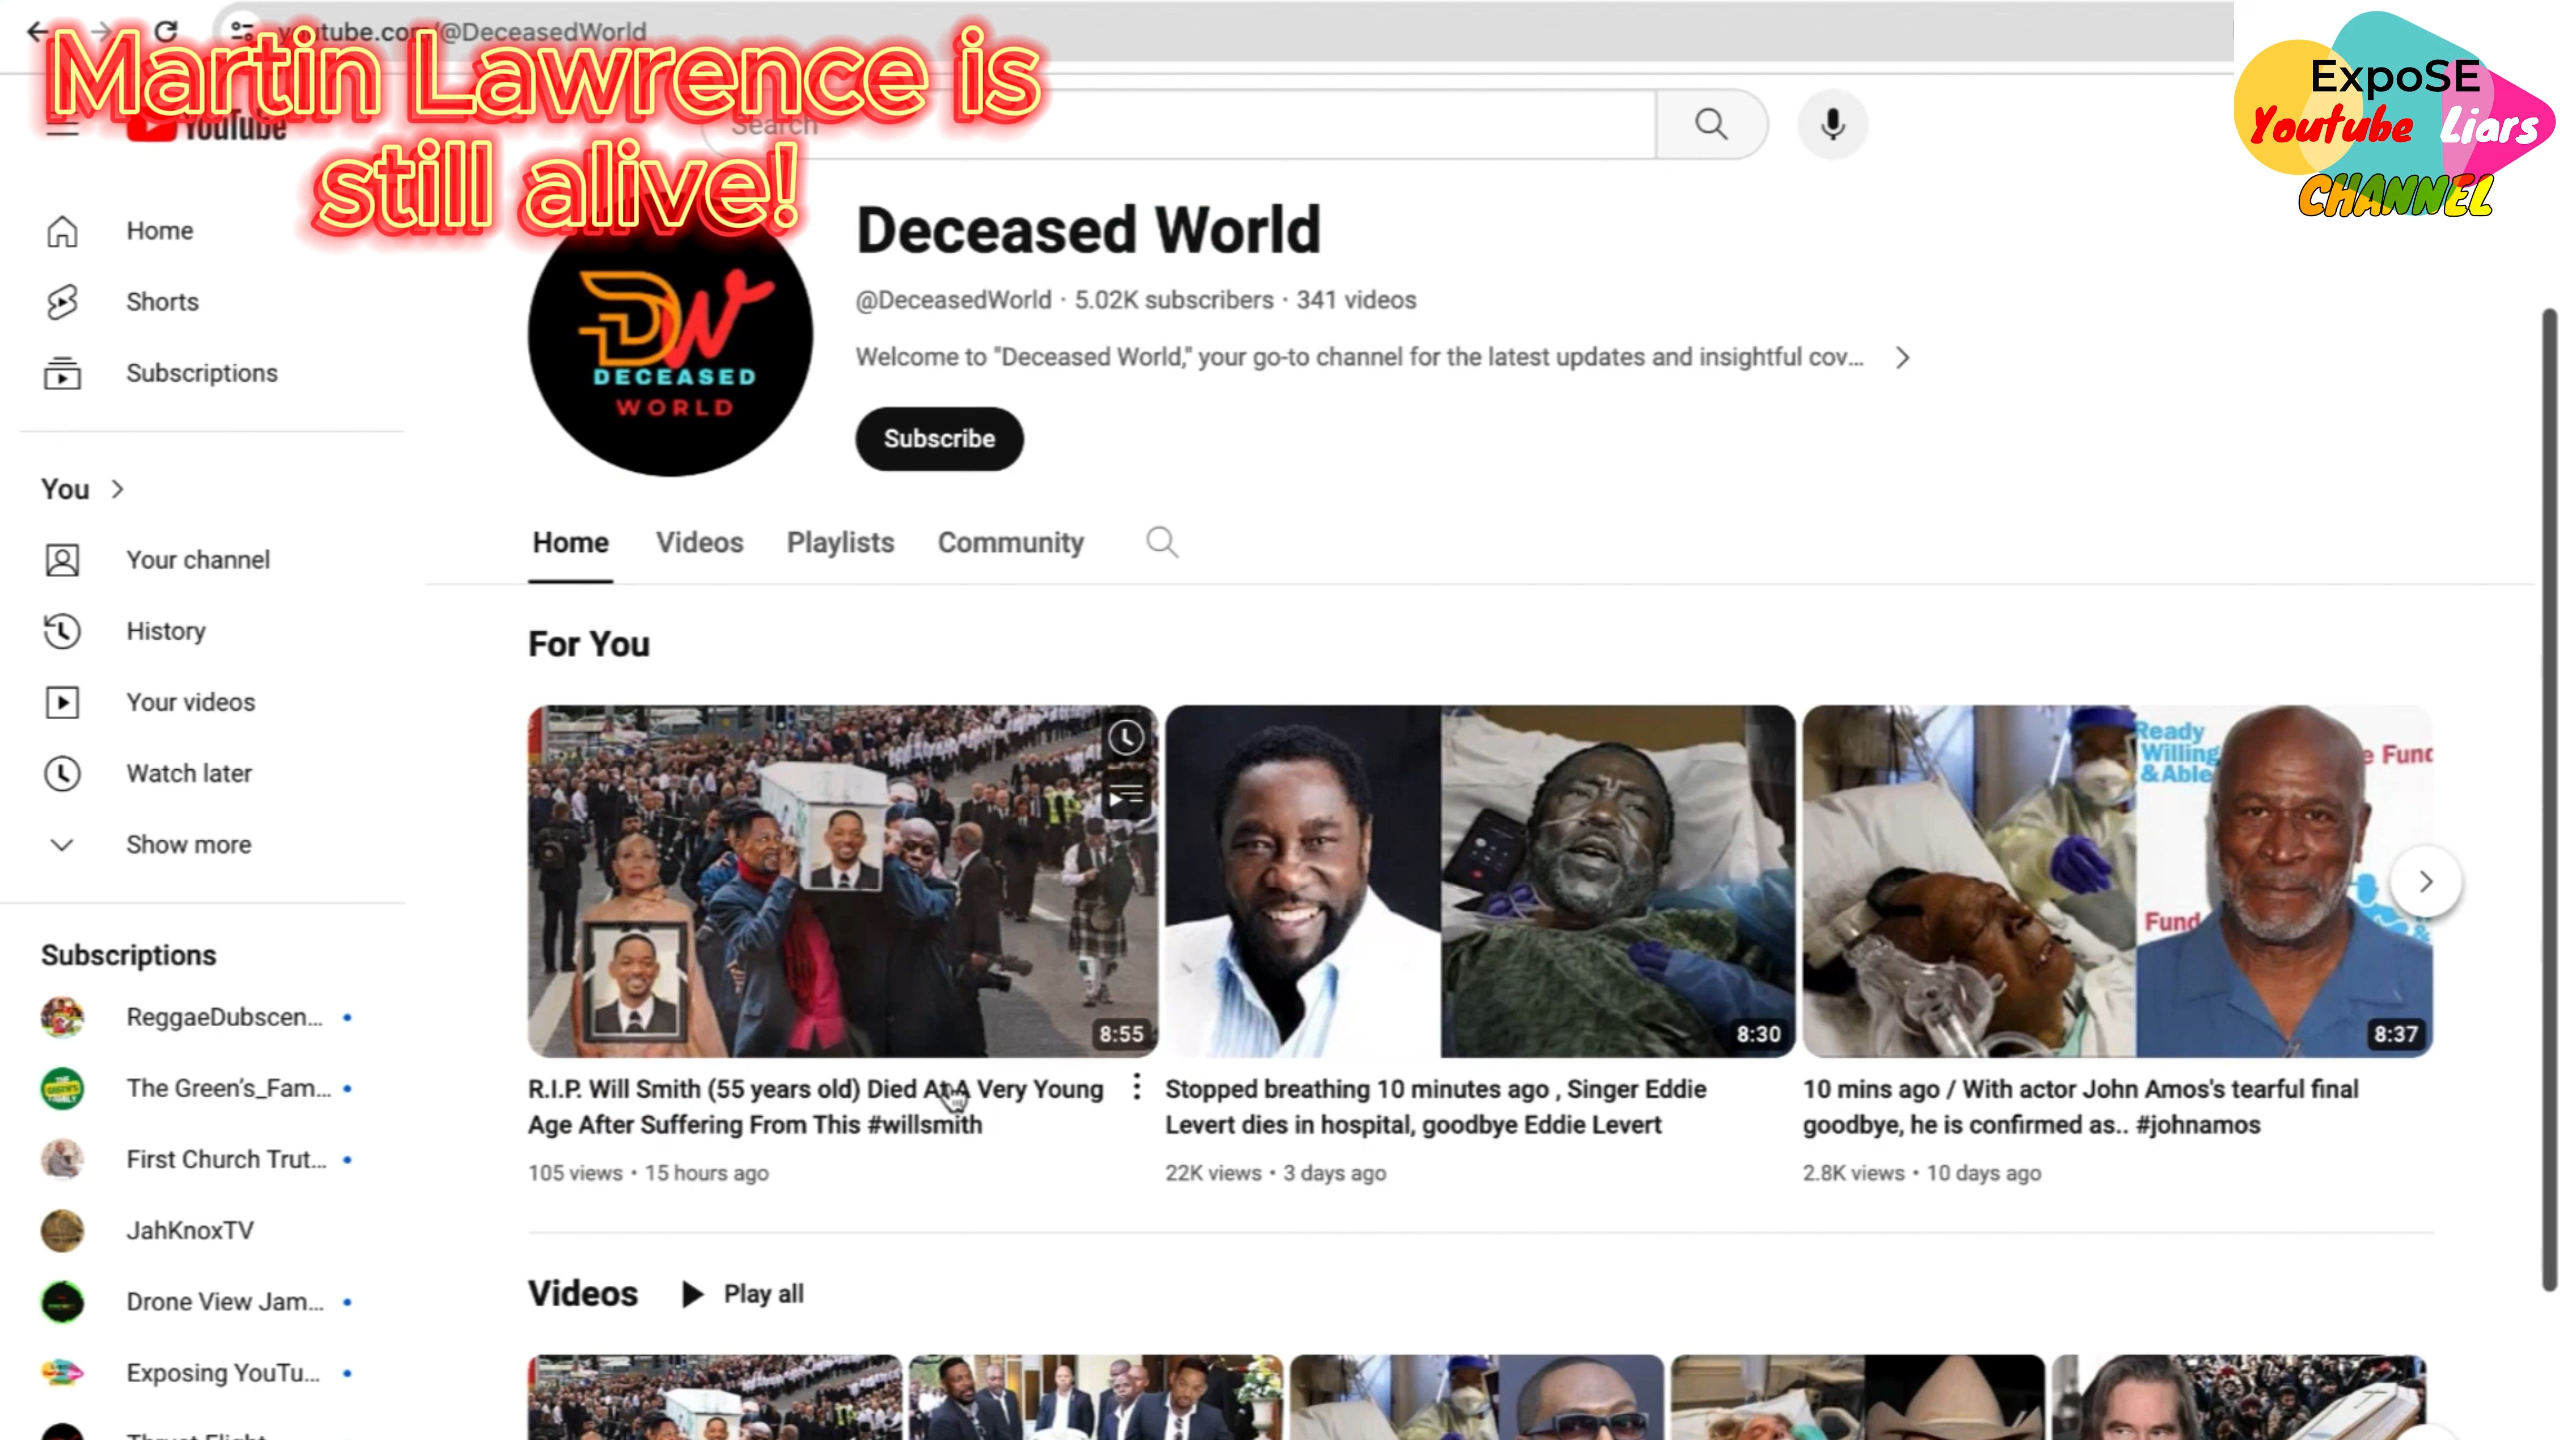 youtube.com/@DeceasedWorld
Martin Lawrence is
still alive!
ExpoSE
Youtube Liars
CHANNEL
YouTube
Search
Home
Shorts
Subscriptions
You
Your channel
History
Your videos
Watch later
Show more
Subscriptions
ReggaeDubscen...
The Green's_Fam...
First Church Trut...
JahKnoxTV
Drone View Jam...
Exposing YouTu...
DW
DECEASED
WORLD
Deceased World
@DeceasedWorld · 5.02K subscribers · 341 videos
Welcome to "Deceased World," your go-to channel for the latest updates and insightful cov...
Subscribe
Home
Videos
Playlists
Community
For You
8:55
R.I.P. Will Smith (55 years old) Died At A Very Young
Age After Suffering From This #willsmith
105 views • 15 hours ago
8:30
Stopped breathing 10 minutes ago , Singer Eddie
Levert dies in hospital, goodbye Eddie Levert
22K views • 3 days ago
Ready
Willing
& Able
e Fund
Fund
&
8:37
10 mins ago / With actor John Amos's tearful final
goodbye, he is confirmed as.. #johnamos
2.8K views • 10 days ago
Videos
Play all